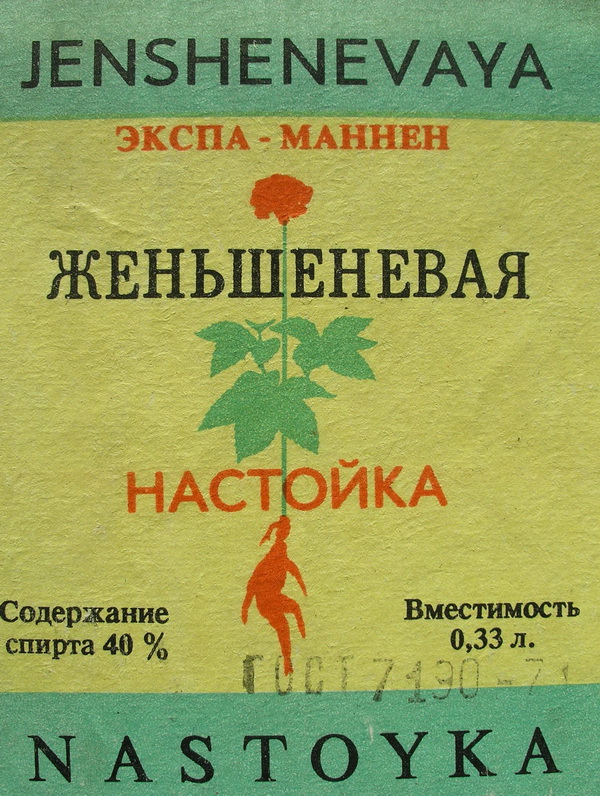 JENSHENEVAYA
ЭКСПА - МАННЕН
ЖЕНЬШЕНЕВАЯ
НАСТОЙКА
Содержание
спирта 40 %
Вместимость
0,33 л.
ГОСТ 7190-71
NASTOYKA